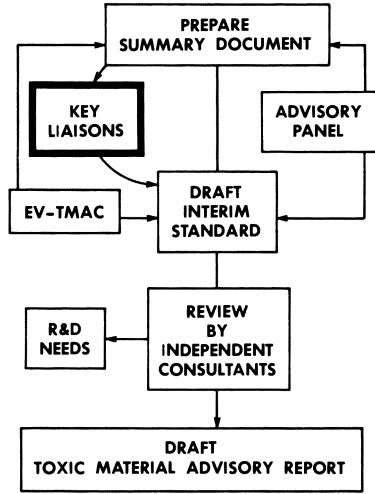 PREPARE
SUMMARY DOCUMENT
KEY
LIAISONS
ADVISORY
PANEL
EV-TMAC
DRAFT
INTERIM
STANDARD
R&D
NEEDS
REVIEW
BY
INDEPENDENT
CONSULTANTS
DRAFT
TOXIC MATERIAL ADVISORY REPORT